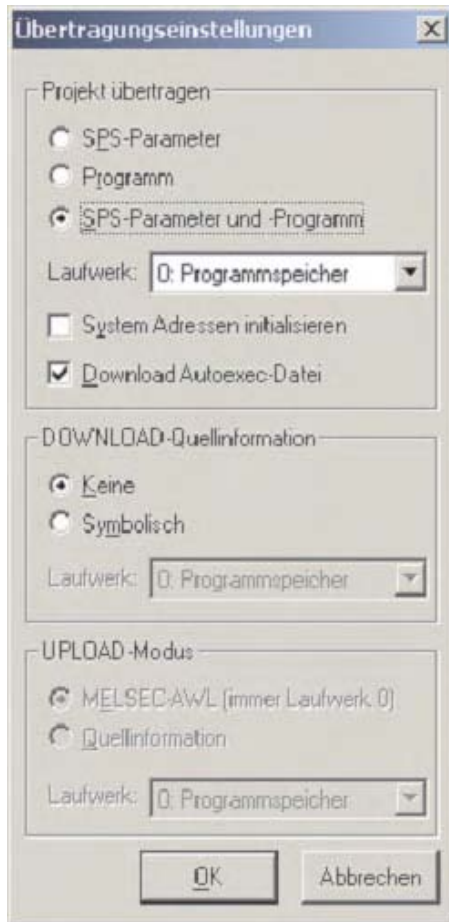 Übertragungseinstellungen
Projekt übertragen
SPS-Parameter
Programm
SPS-Parameter und -Programm
Laufwerk: 0: Programmspeicher
System Adressen initialisieren
Download Autoexec-Datei
DOWNLOAD-Quellinformation
Keine
Symbolisch
Laufwerk: 0: Programmspeicher
UPLOAD-Modus
MELSEC-AWL (immer Laufwerk 0)
Quellinformation
Laufwerk: 0: Programmspeicher
OK Abbrechen